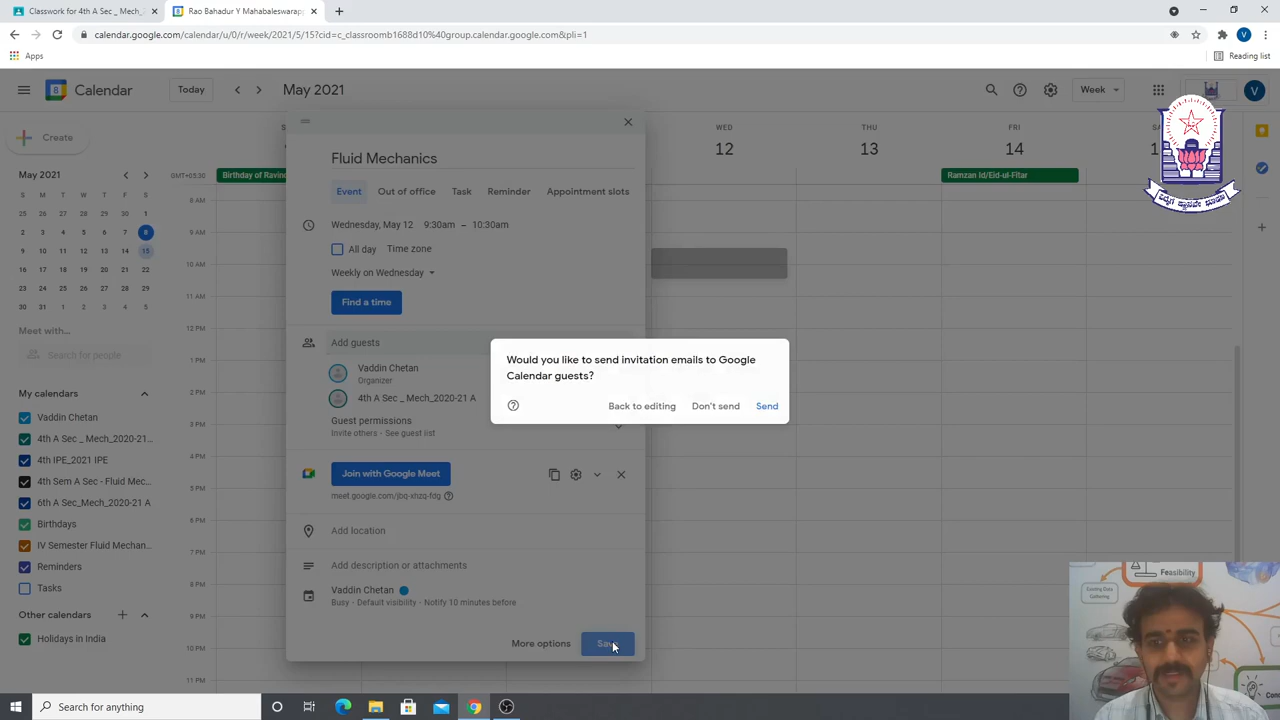 Classwork for 4th A Sec _ Mech_2
Rao Bahadur Y Mahabaleswarapp
calendar.google.com/calendar/u/0/r/week/2021/5/15?cid=c_classroomb1688d10%40group.calendar.google.com&pli=1
V
Apps
Reading list
8
Calendar
Today
May 2021
Week
V
Create
May 2021
S M T W T F S
25 26 27 28 29 30 1
2 3 4 5 6 7 8
9 10 11 12 13 14 15
16 17 18 19 20 21 22
23 24 25 26 27 28 29
30 31 1 2 3 4 5
Meet with...
Search for people
My calendars
Vaddin Chetan
4th A Sec _ Mech_2020-21...
4th IPE_2021 IPE
4th Sem A Sec - Fluid Mec...
6th A Sec_Mech_2020-21 A
Birthdays
IV Semester Fluid Mechan...
Reminders
Tasks
Other calendars
Holidays in India
S
WED
THU
FRI
12
13
14
1
GMT+05:30
Birthday of Ravind
Ramzan Id/Eid-ul-Fitar
8 AM
9 AM
10 AM
11 AM
12 PM
1 PM
2 PM
3 PM
4 PM
5 PM
6 PM
7 PM
8 PM
9 PM
10 PM
11 PM
Fluid Mechanics
Event Out of office Task Reminder Appointment slots
Wednesday, May 12 9:30am – 10:30am
All day Time zone
Weekly on Wednesday
Find a time
Add guests
Vaddin Chetan
Organizer
4th A Sec _ Mech_2020-21 A
Guest permissions
Invite others - See guest list
Join with Google Meet
meet.google.com/jbq-xhzq-fdg
Add location
Add description or attachments
Vaddin Chetan
Busy - Default visibility - Notify 10 minutes before
More options
Save
Would you like to send invitation emails to Google
Calendar guests?
Back to editing Don't send Send
Feasibility
Existing Data
Gathering
Search for anything